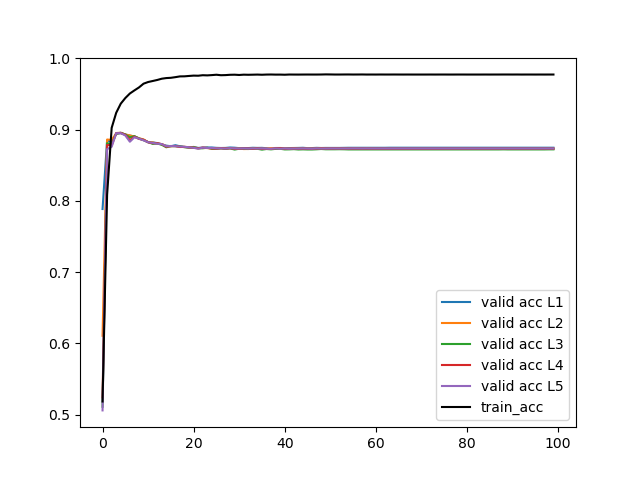 1.0
0.9
0.8
0.7
0.6
0.5
0
20
40
60
80
100
valid acc L1
valid acc L2
valid acc L3
valid acc L4
valid acc L5
train_acc